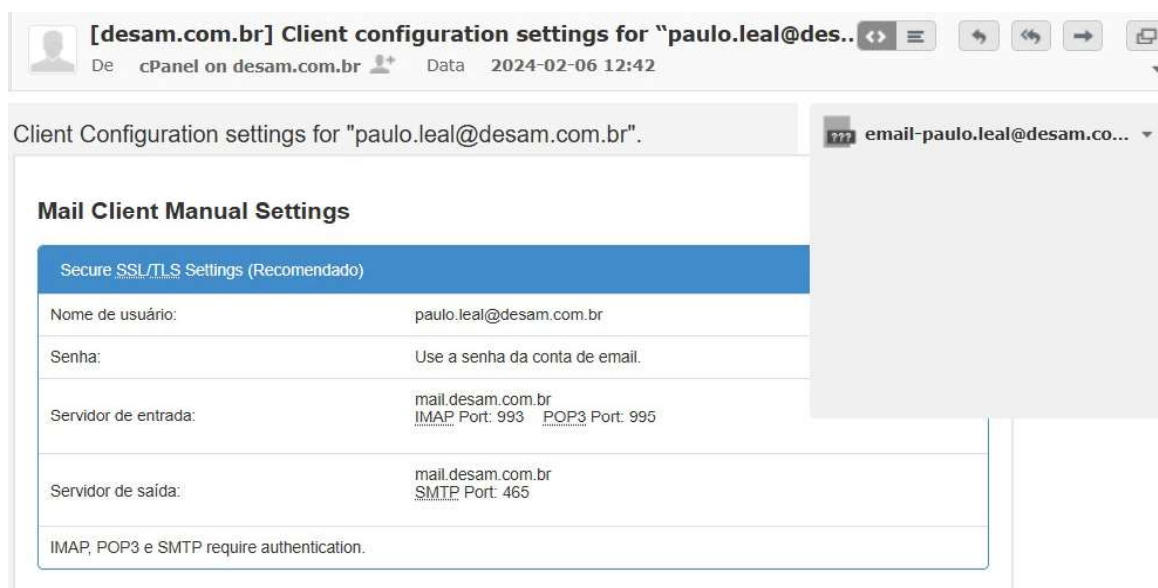 [desam.com.br] Client configuration settings for “paulo.leal@des..
De cPanel on desam.com.br Data 2024-02-06 12:42
Client Configuration settings for "paulo.leal@desam.com.br".
email-paulo.leal@desam.co...
???
Mail Client Manual Settings
Secure SSL/TLS Settings (Recomendado)
Nome de usuário: paulo.leal@desam.com.br
Senha: Use a senha da conta de email.
Servidor de entrada: mail.desam.com.br
IMAP Port: 993 POP3 Port: 995
Servidor de saída: mail.desam.com.br
SMTP Port: 465
IMAP, POP3 e SMTP require authentication.